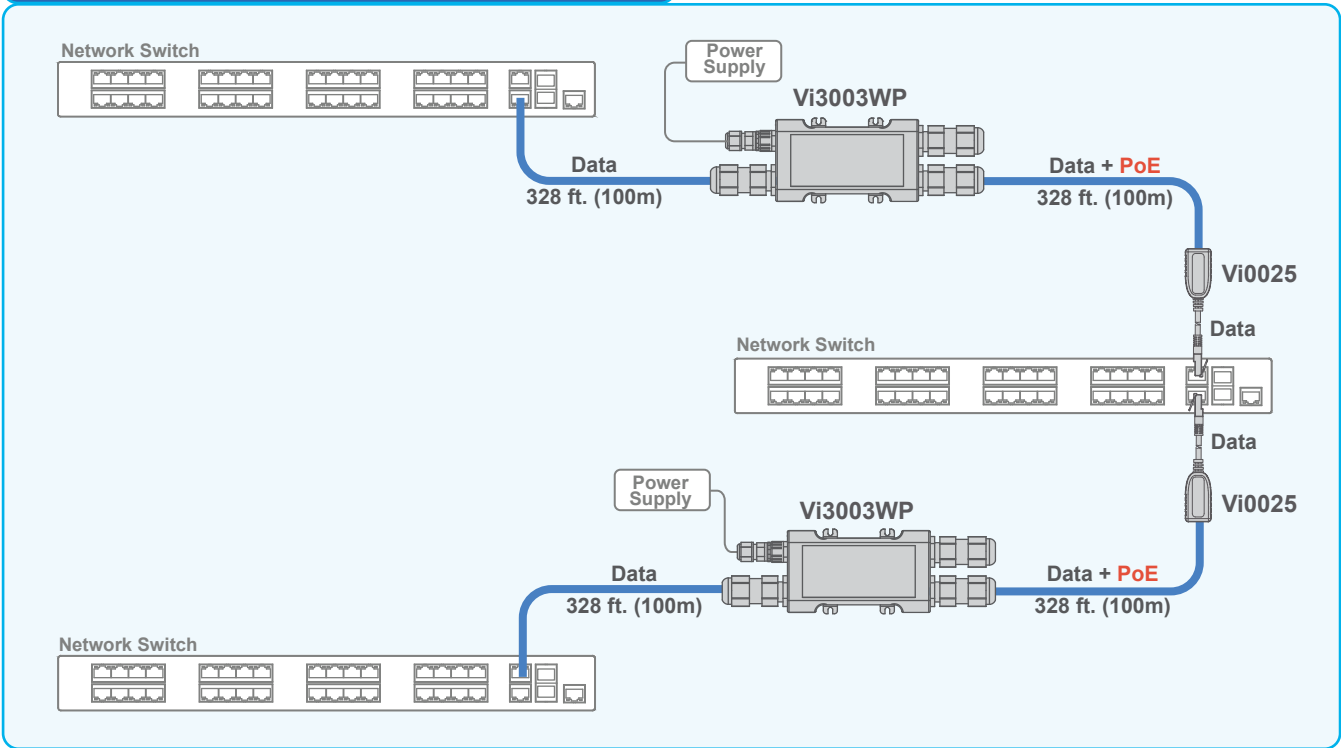 Network Switch
Power
Supply
Vi3003WP
Data
328 ft. (100m)
Data + PoE
328 ft. (100m)
Vi0025
Data
Network Switch
Data
Power
Supply
Vi3003WP
Vi0025
Data
328 ft. (100m)
Data + PoE
328 ft. (100m)
Network Switch